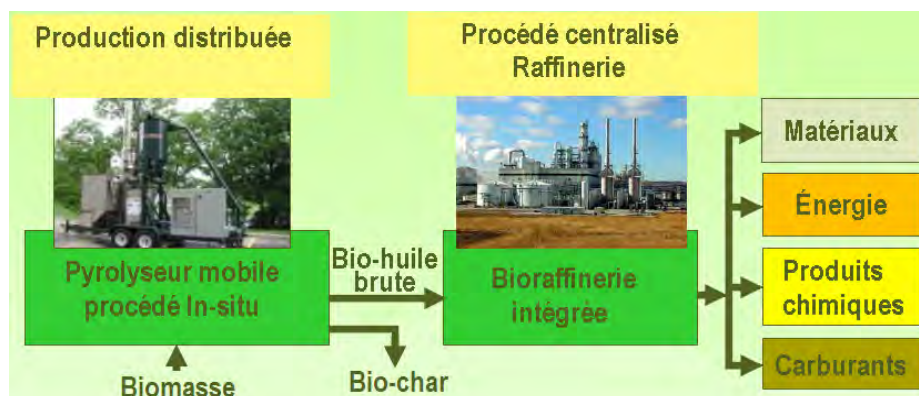 Production distribuée
Procédé centralisé
Raffinerie
Pyrolyseur mobile
procédé In-situ
Bio-huile
brute
Bioraffinerie
intégrée
Matériaux
Énergie
Produits
chimiques
Carburants
Biomasse
Bio-char